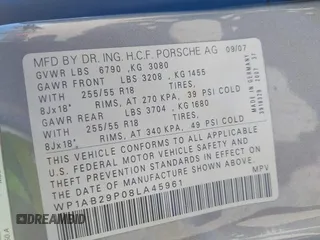 MFD BY DR. ING. H.C.F. PORSCHE AG 09/07
GVWR LBS 6790 ,KG 3080
GAWR FRONT LBS 3208 ,KG 1455
WITH 255/55 R18 TIRES,
8Jx18" RIMS, AT 270 KPA, 39 PSI COLD
GAWR REAR LBS 3704 ,KG 1680
WITH 255/55 R18 TIRES,
8Jx18" RIMS, AT 340 KPA, 49 PSI COLD
THIS VEHICLE CONFORMS TO ALL APPLICABLE
U.S. FEDERAL MOTOR VEHICLE SAFETY AND
THEFT PREVENTION STANDARDS IN EFFECT ON
THE DATE OF MANUFACTURE SHOWN ABOVE.
WP1AB29P08LA45961 MPV
MADE IN GERMANY
DREAMBID